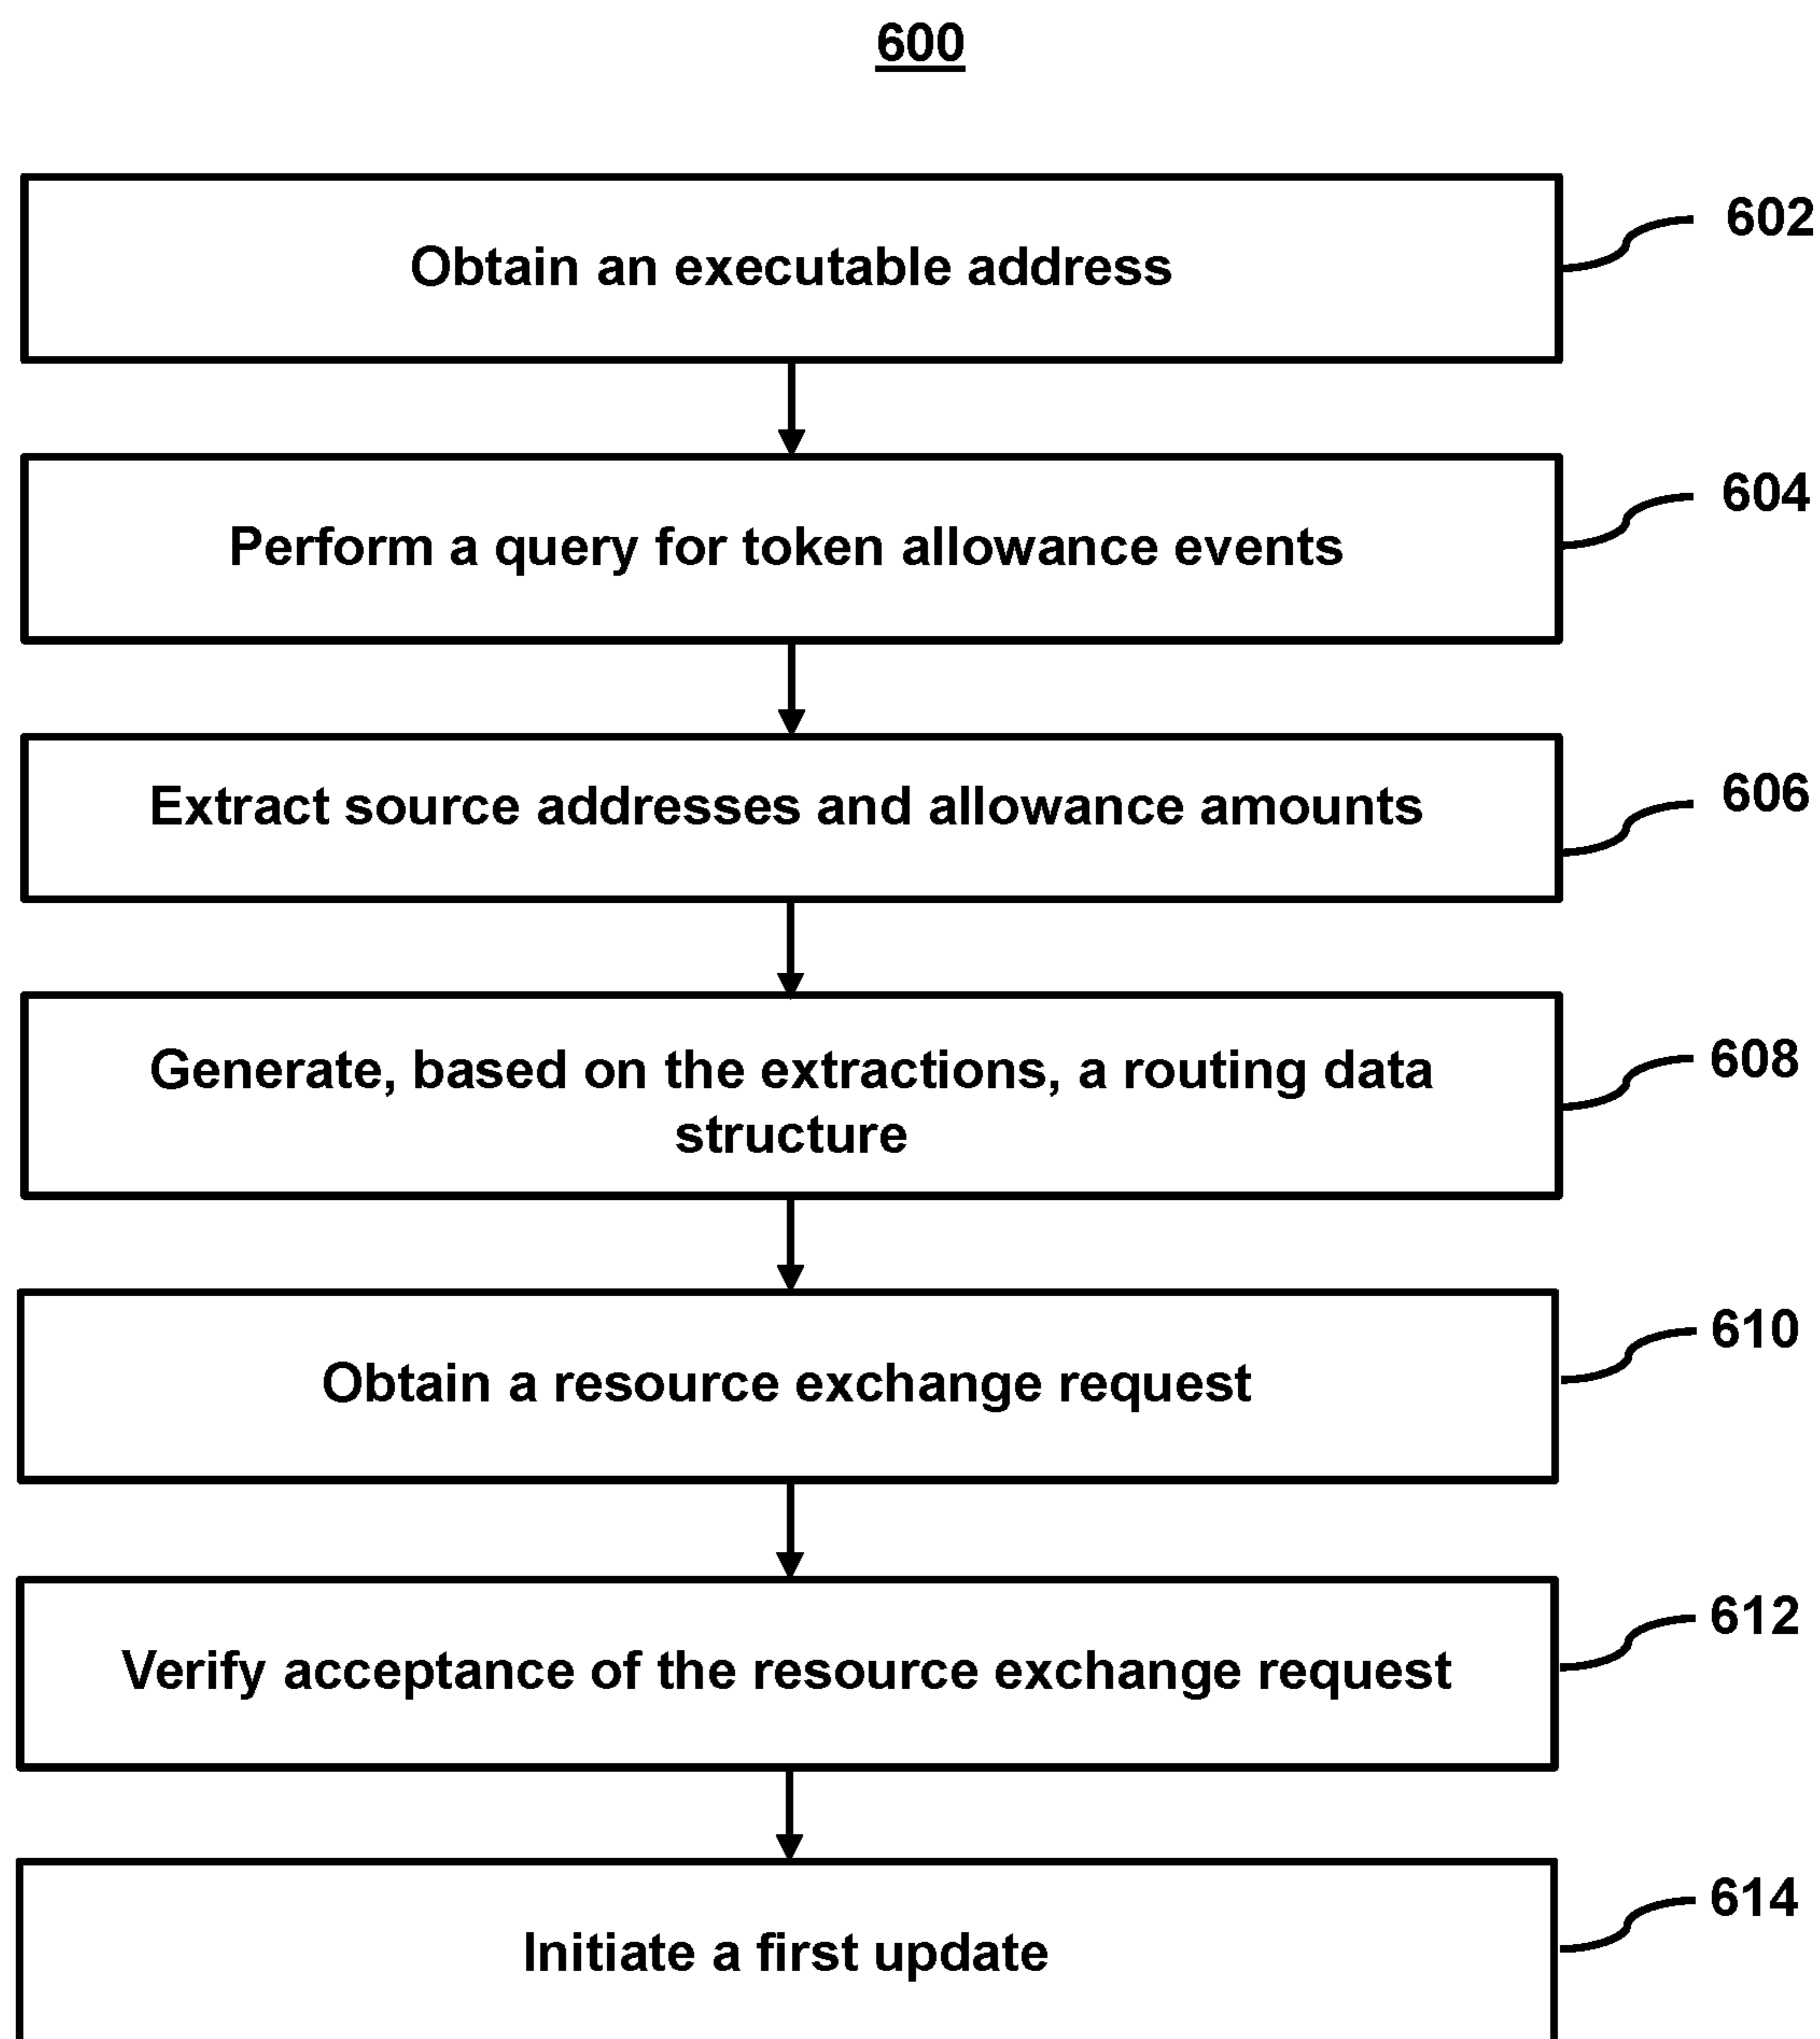 600
Obtain an executable address
602
Perform a query for token allowance events
604
Extract source addresses and allowance amounts
606
Generate, based on the extractions, a routing data
structure
608
Obtain a resource exchange request
610
Verify acceptance of the resource exchange request
612
Initiate a first update
614